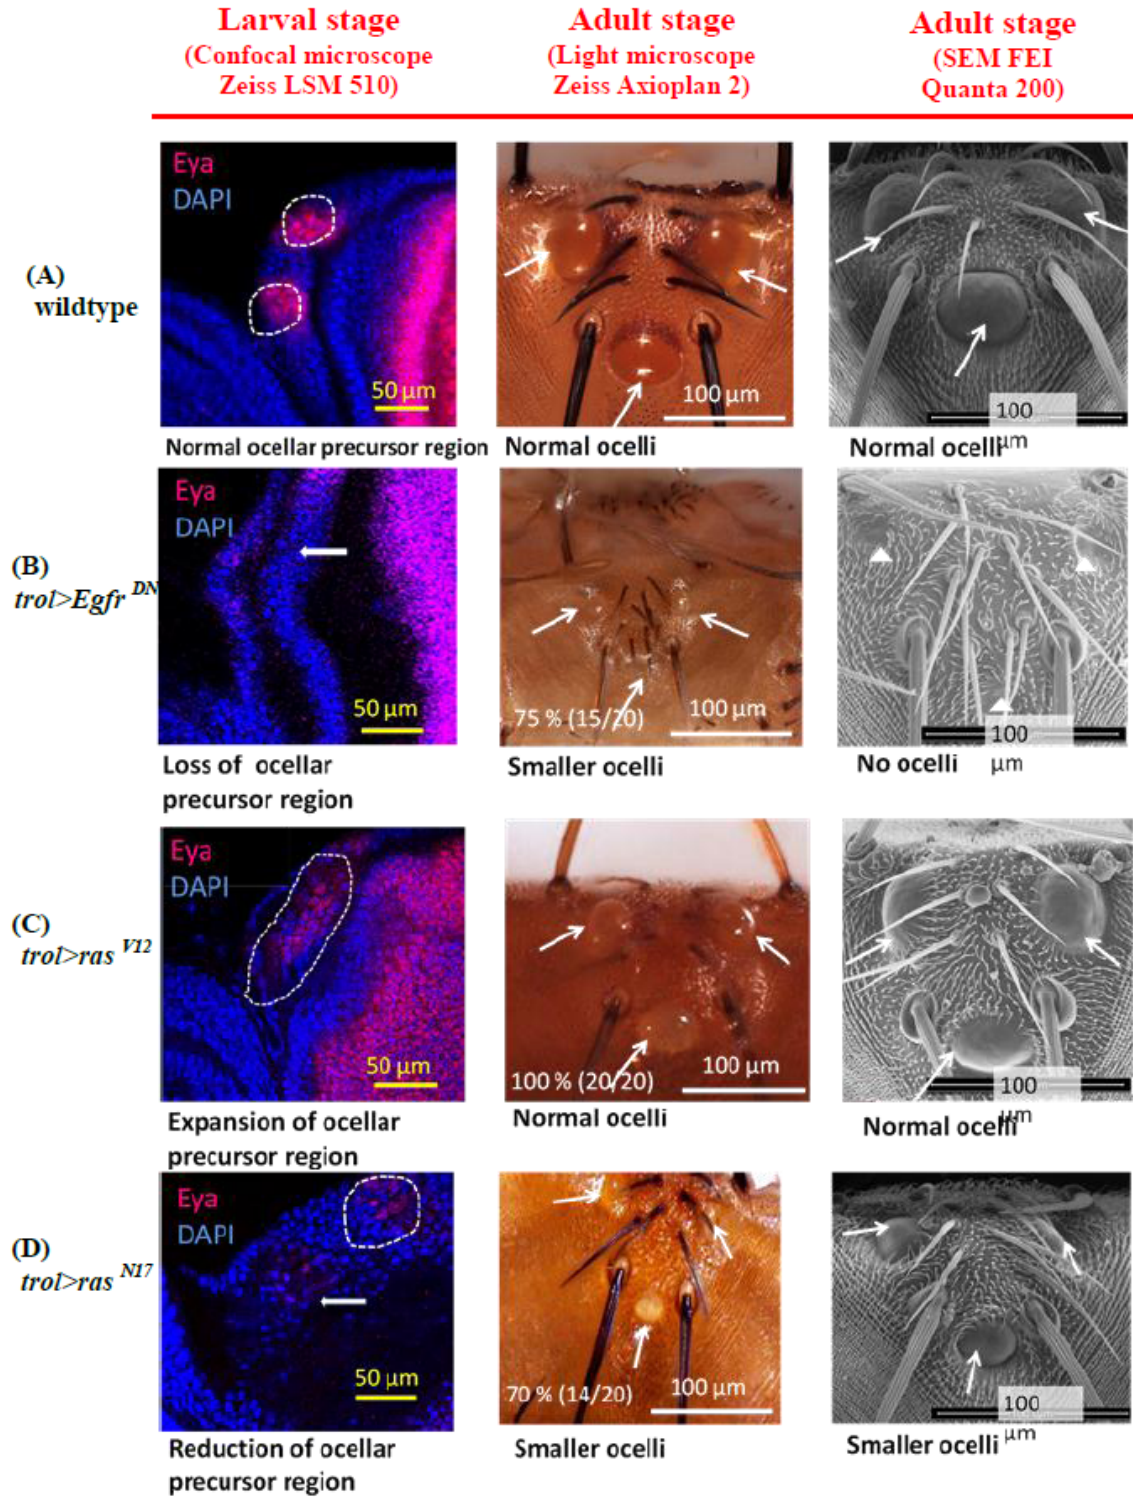 Larval stage
(Confocal microscope
Zeiss LSM 510)
Adult stage
(Light microscope
Zeiss Axioplan 2)
Adult stage
(SEM FEI
Quanta 200)
(A)
wildtype
Eya
DAPI
50 µm
100 µm
100
µm
Normal ocellar precursor region
Normal ocelli
Normal ocelli
(B)
trol>Egfr DN
Eya
DAPI
50 µm
75 % (15/20)
100 µm
100
µm
Loss of ocellar
precursor region
Smaller ocelli
No ocelli
(C)
trol>ras V12
Eya
DAPI
50 µm
100 % (20/20)
100 µm
100
µm
Expansion of ocellar
precursor region
Normal ocelli
Normal ocelli
(D)
trol>ras N17
Eya
DAPI
50 µm
70 % (14/20)
100 µm
100
µm
Reduction of ocellar
precursor region
Smaller ocelli
Smaller ocelli